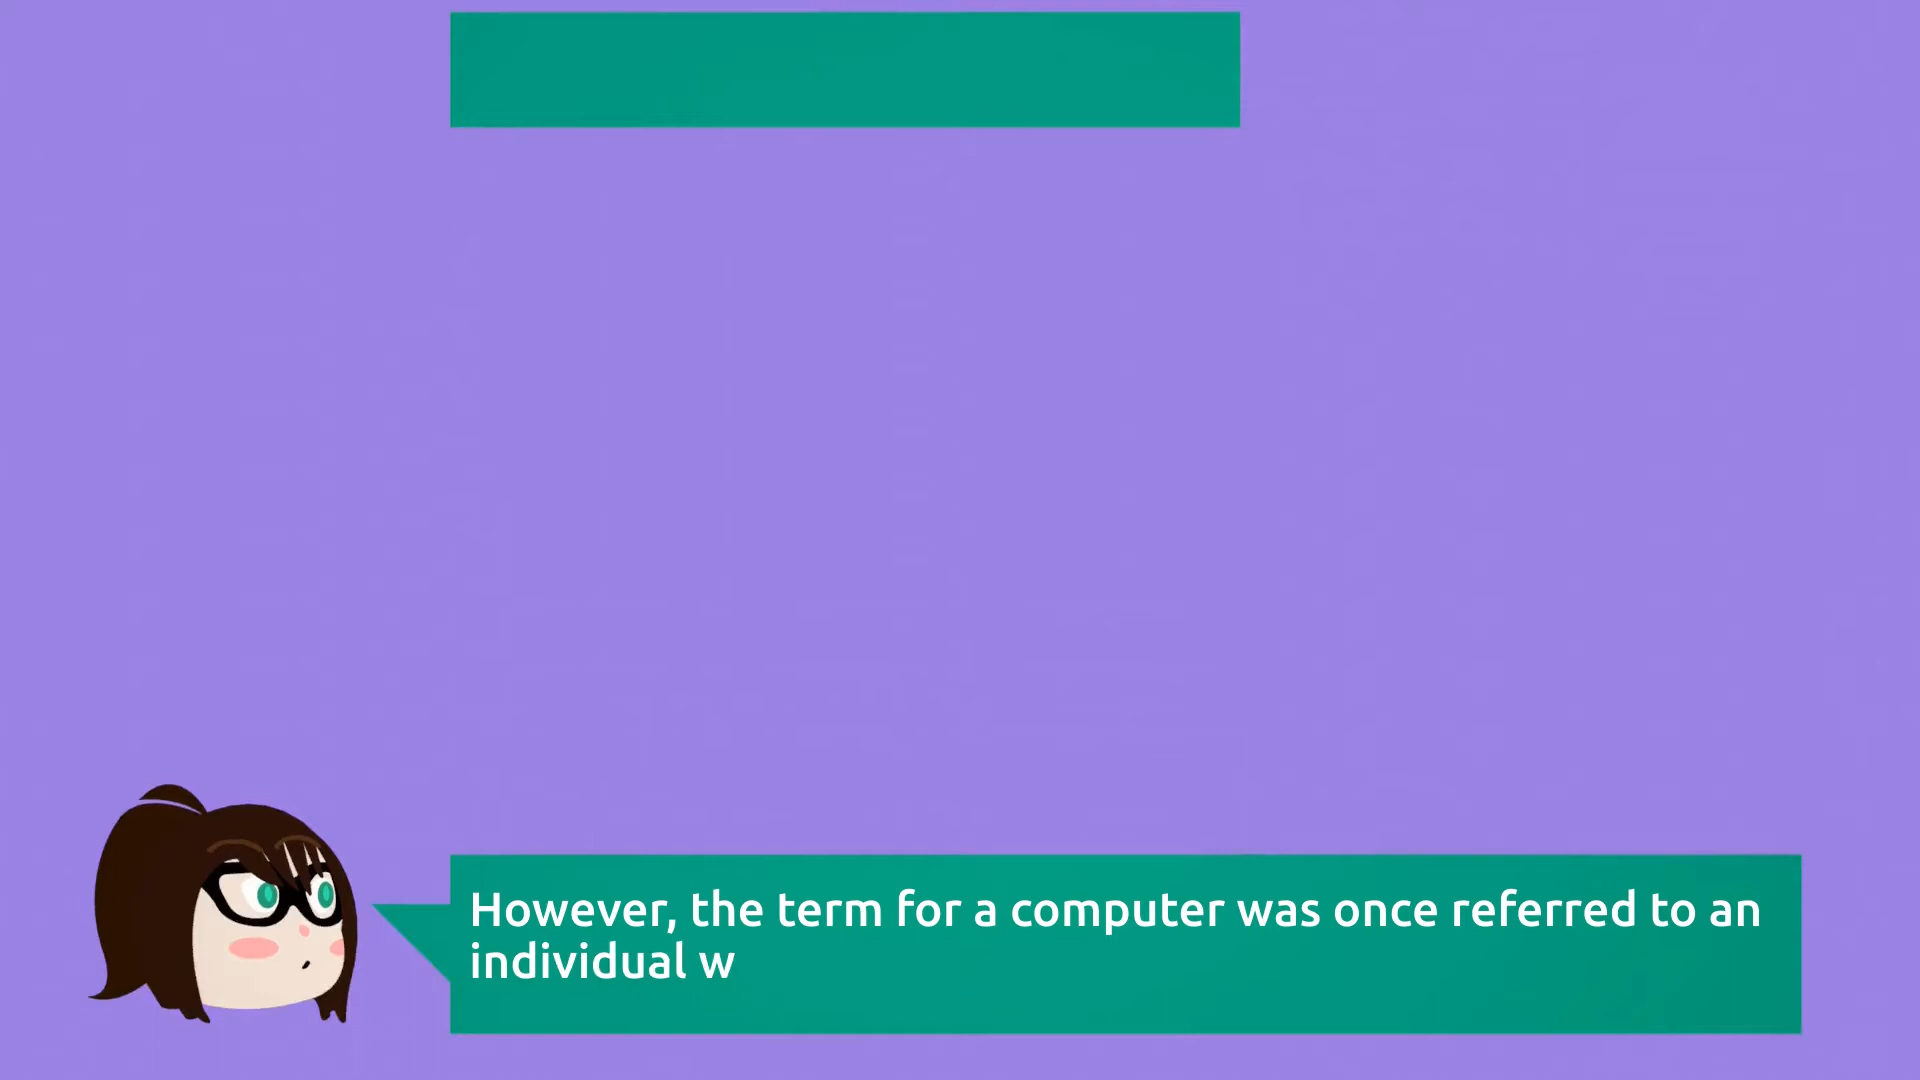 However, the term for a computer was once referred to an
individual w